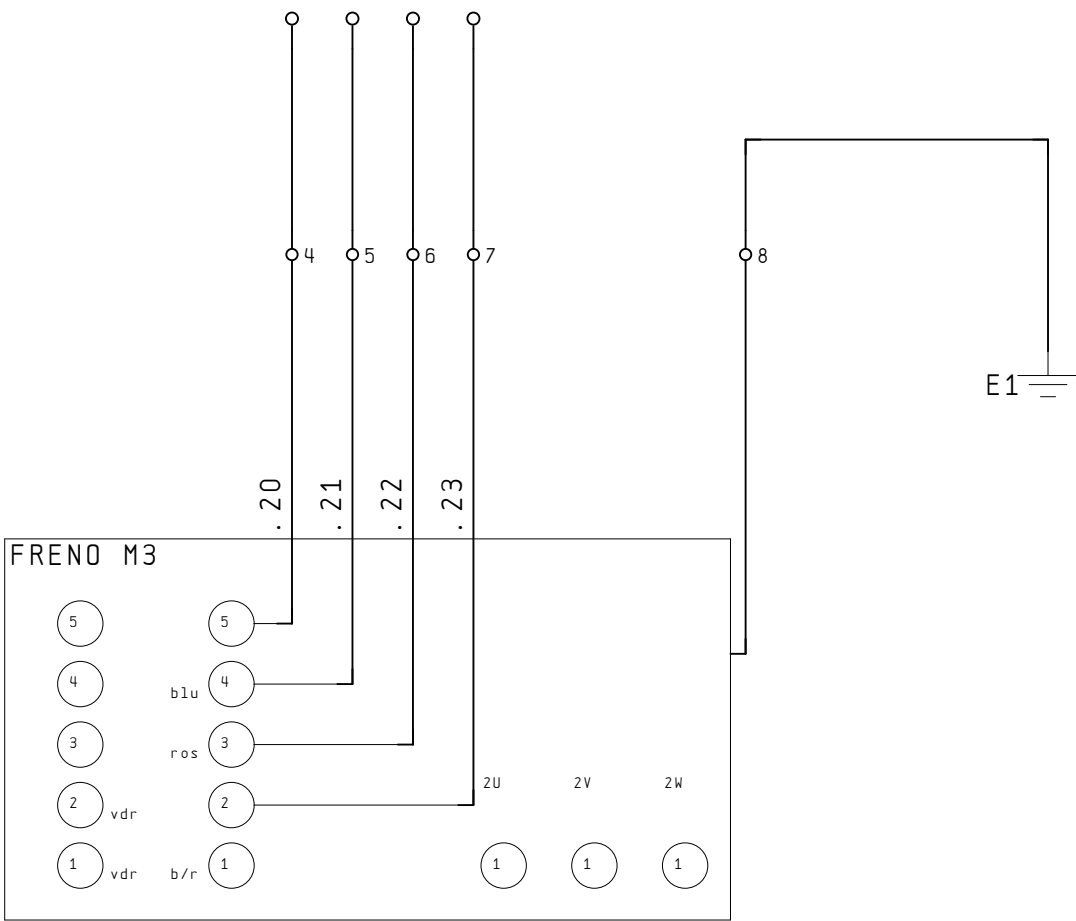 4 5 6 7 8
E1
.20 .21 .22 .23
FRENO M3
5 5
4 blu 4
3 ros 3
2U 2V 2W
2 vdr 2
1 vdr b/r 1 1 1 1